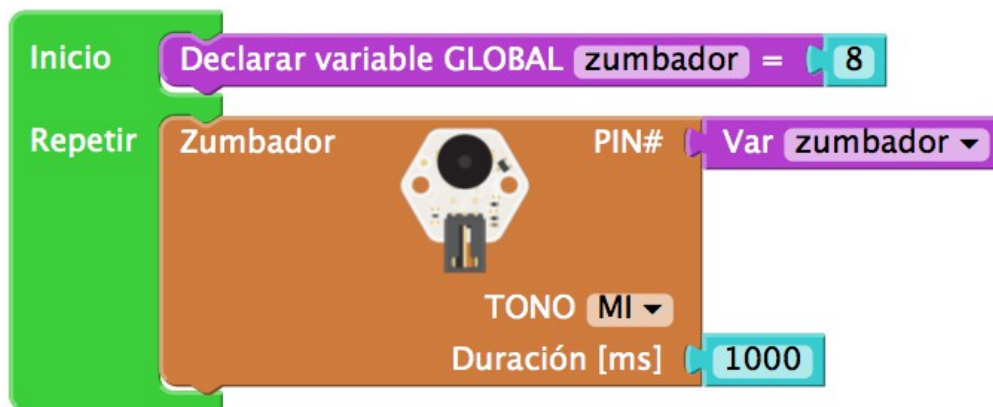 Inicio Declarar variable GLOBAL zumbador = 8
Repetir Zumbador PIN# Var zumbador
TONO MI
Duración [ms] 1000